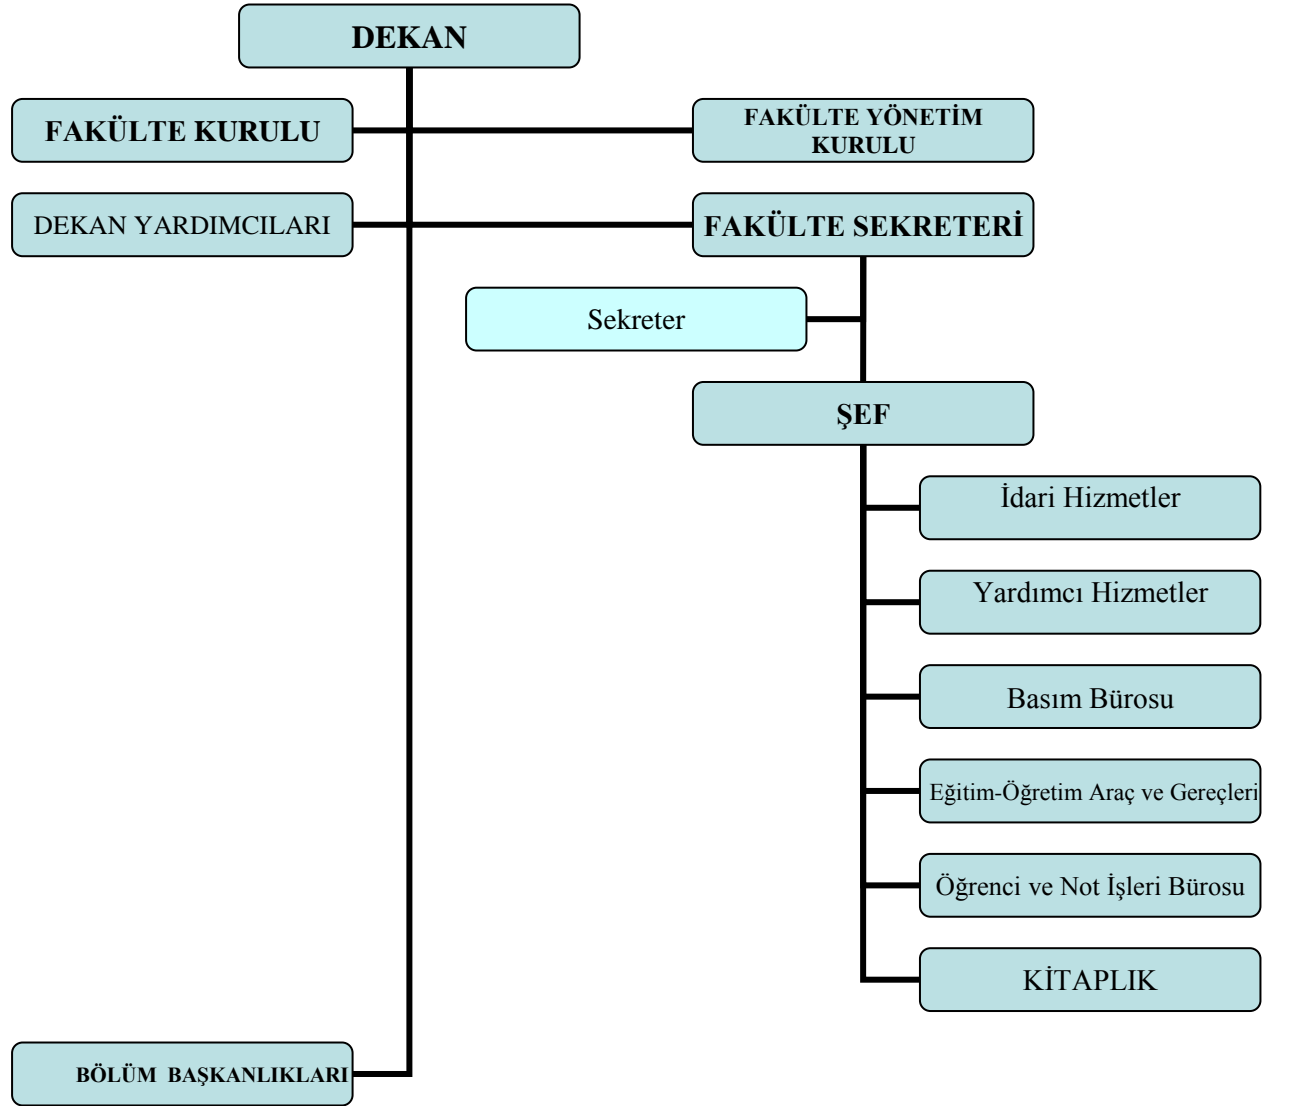 DEKAN
FAKÜLTE KURULU
FAKÜLTE YÖNETİM
KURULU
DEKAN YARDIMCILARI
FAKÜLTE SEKRETERİ
Sekreter
ŞEF
İdari Hizmetler
Yardımcı Hizmetler
Basım Bürosu
Eğitim-Öğretim Araç ve Gereçleri
Öğrenci ve Not İşleri Bürosu
KİTAPLIK
BÖLÜM BAŞKANLIKLARI